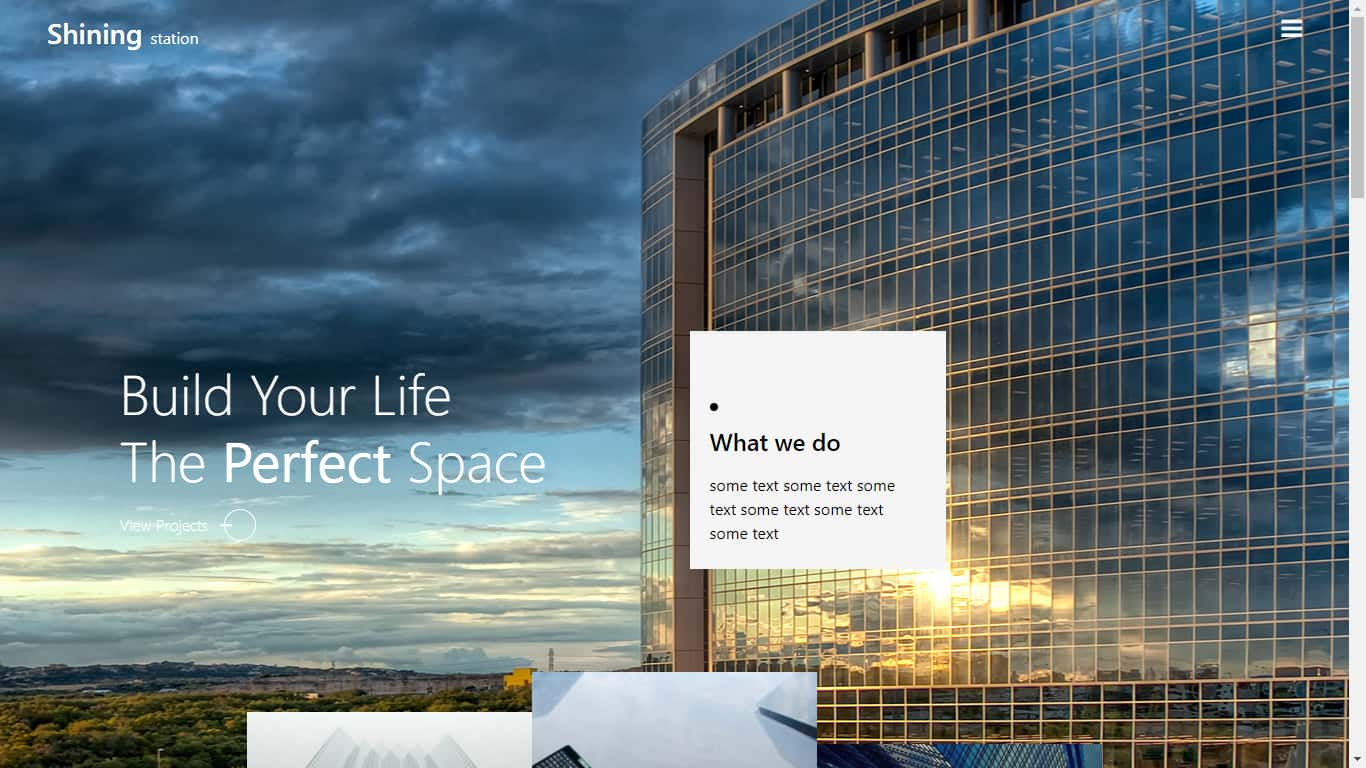 Shining station
Build Your Life
The Perfect Space
View Projects
What we do
some text some text some
text some text some text
some text